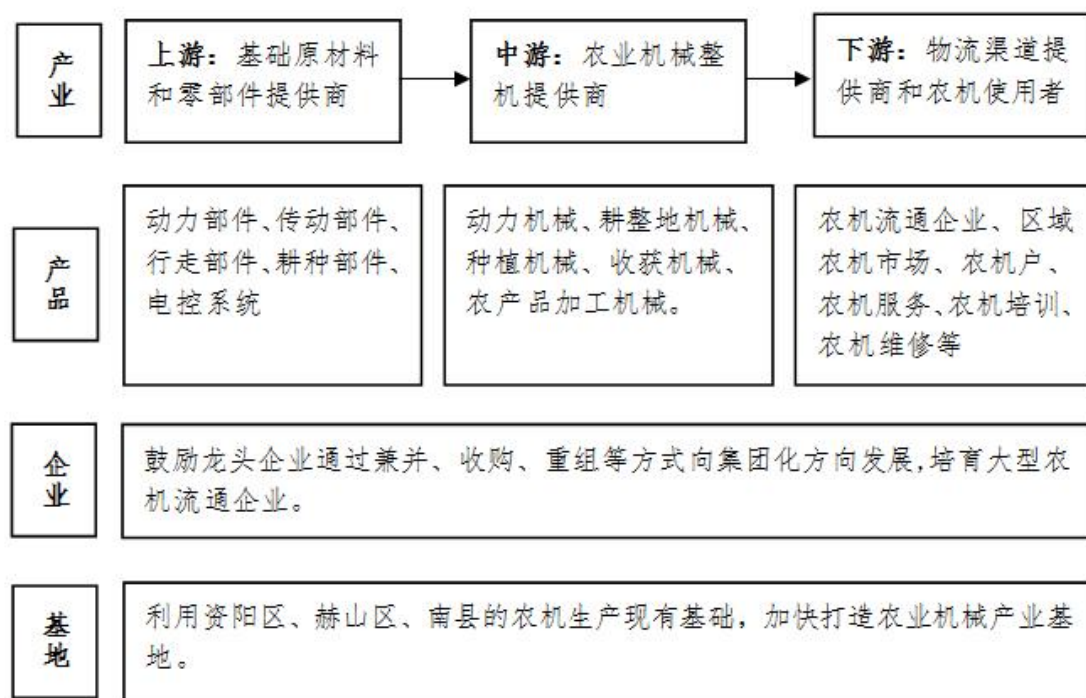 产业
上游：基础原材料
和零部件提供商
中游：农业机械整
机提供商
下游：物流渠道提
供商和农机使用者
产品
动力部件、传动部件、
行走部件、耕种部件、
电控系统
动力机械、耕整地机械、
种植机械、收获机械、
农产品加工机械。
农机流通企业、区域
农机市场、农机户、
农机服务、农机培训、
农机维修等
企业
鼓励龙头企业通过兼并、收购、重组等方式向集团化方向发展,培育大型农
机流通企业。
基地
利用资阳区、赫山区、南县的农机生产现有基础，加快打造农业机械产业基
地。